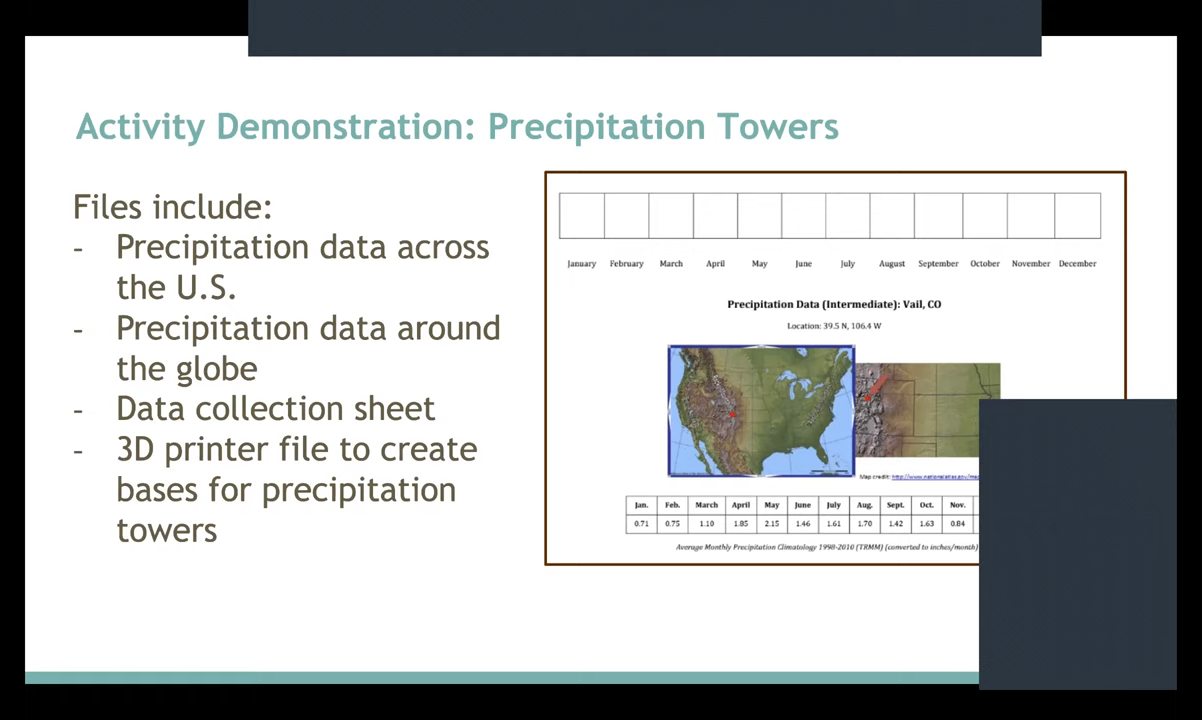 Activity Demonstration: Precipitation Towers
Files include:
- Precipitation data across
the U.S.
- Precipitation data around
the globe
- Data collection sheet
- 3D printer file to create
bases for precipitation
towers
January February March April May June July August September October November December
Precipitation Data (Intermediate): Vail, CO
Location: 39.5 N, 106.4 W
Map credit: http://www.nationalatlas.gov/map
Jan. Feb. March April May June July Aug. Sept. Oct. Nov.
0.71 0.75 1.10 1.85 2.15 1.46 1.61 1.70 1.42 1.63 0.84
Average Monthly Precipitation Climatology 1998-2010 (TRMM) (converted to inches/month)